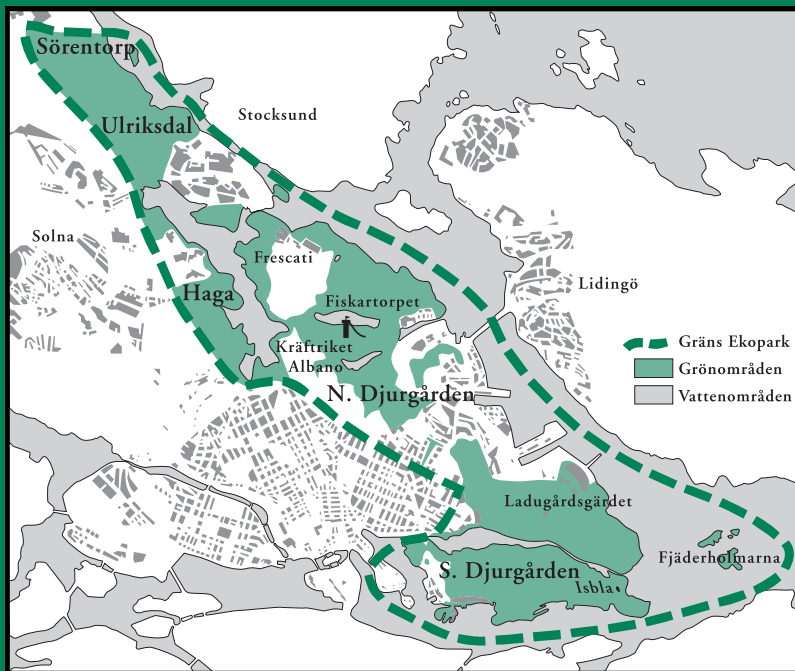 Sörentorp
Ulriksdal
Stocksund
Solna
Frescati
Haga
Fiskartorpet
Lidingö
Kräftriket
Albano
N. Djurgården
Gräns Ekopark
Grönområden
Vattenområden
Ladugårdsgärdet
Fjäderholmarna
S. Djurgården
Isbla